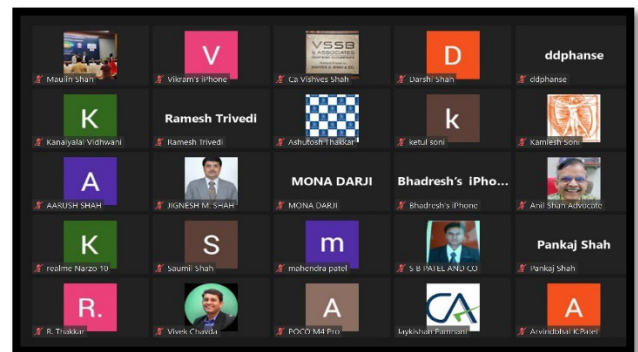 Maulin Shah
V
Vikram's iPhone
VSSB
& ASSOCIATES
Ca Vishves Shah
D
Darshi Shah
ddphanse
ddphanse
K
Kanaiyalal Vidhwani
Ramesh Trivedi
Ramesh Trivedi
Ashutosh Thakkar
k
ketul soni
Kamlesh Soni
A
AARUSH SHAH
JIGNESH M. SHAH
MONA DARJI
MONA DARJI
Bhadresh's iPho...
Bhadresh's iPhone
Anil Shah Advocate
K
realme Narzo 10
S
Saumil Shah
m
mahendra patel
S B PATEL AND CO
Pankaj Shah
Pankaj Shah
R.
R. Thakkar
Vivek Chavda
A
POCO M4 Pro
CA
Jaykishan Pamnani
A
Arvindbhai K Patel